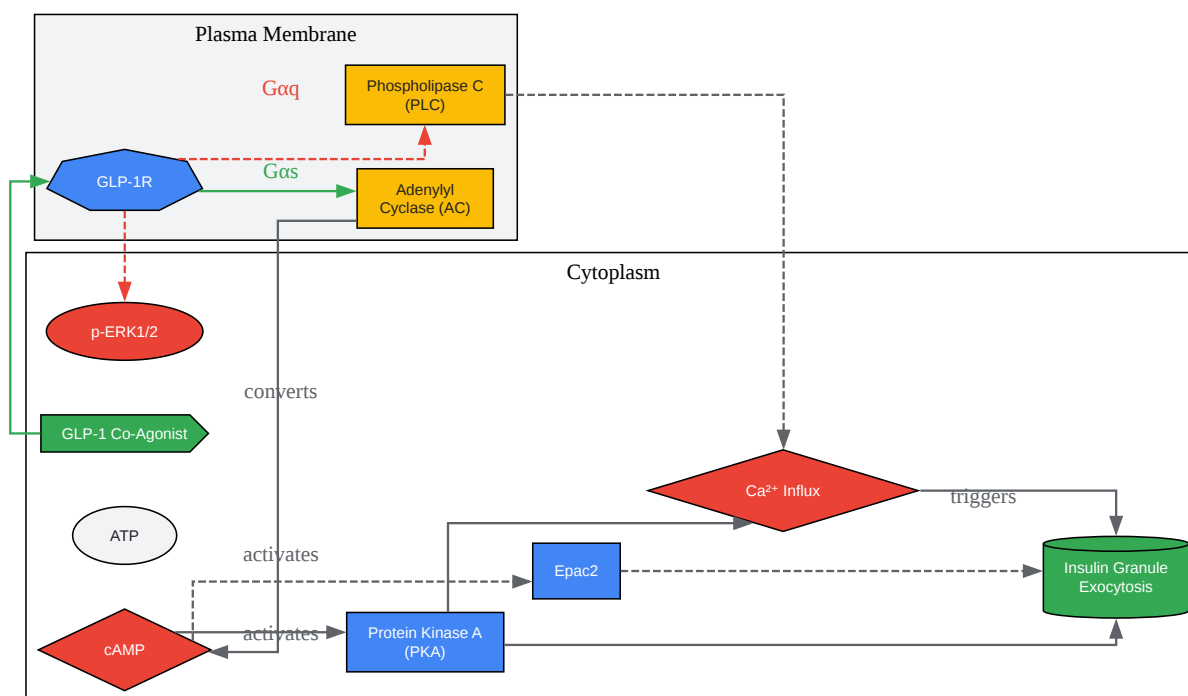 Plasma Membrane
Gαq
Phospholipase C
(PLC)
GLP-1R
Gαs
Adenylyl
Cyclase (AC)
Cytoplasm
p-ERK1/2
converts
GLP-1 Co-Agonist
Ca²⁺ Influx
triggers
ATP
activates
Epac2
Insulin Granule
Exocytosis
cAMP
activates
Protein Kinase A
(PKA)